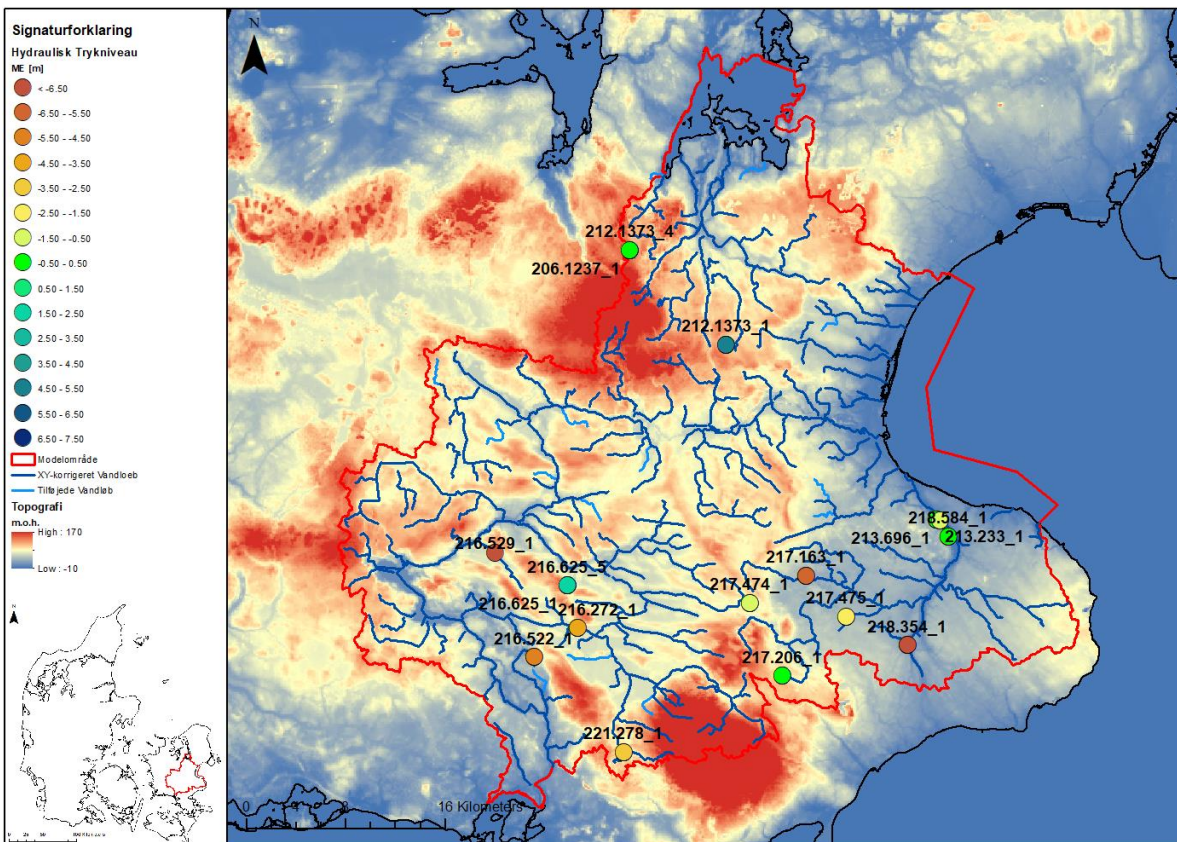 Signaturforklaring
Hydraulisk Trykniveau
ME [m]
< -6.50
-6.50 - -5.50
-5.50 - -4.50
-4.50 - -3.50
-3.50 - -2.50
-2.50 - -1.50
-1.50 - -0.50
-0.50 - 0.50
0.50 - 1.50
1.50 - 2.50
2.50 - 3.50
3.50 - 4.50
4.50 - 5.50
5.50 - 6.50
6.50 - 7.50
Modelområde
XY-korrigeret Vandloeb
Tilføjede Vandløb
Topografi
m.o.h.
High : 170
Low : -10
N
N
212.1373_4
206.1237_1
212.1373_1
218.584_1
213.696_1
213.233_1
216.529_1
217.163_1
216.625_5
217.474_1
216.625_1
216.272_1
217.475_1
216.522_1
218.354_1
217.206_1
221.278_1
0
16 Kilometers
0 25 50